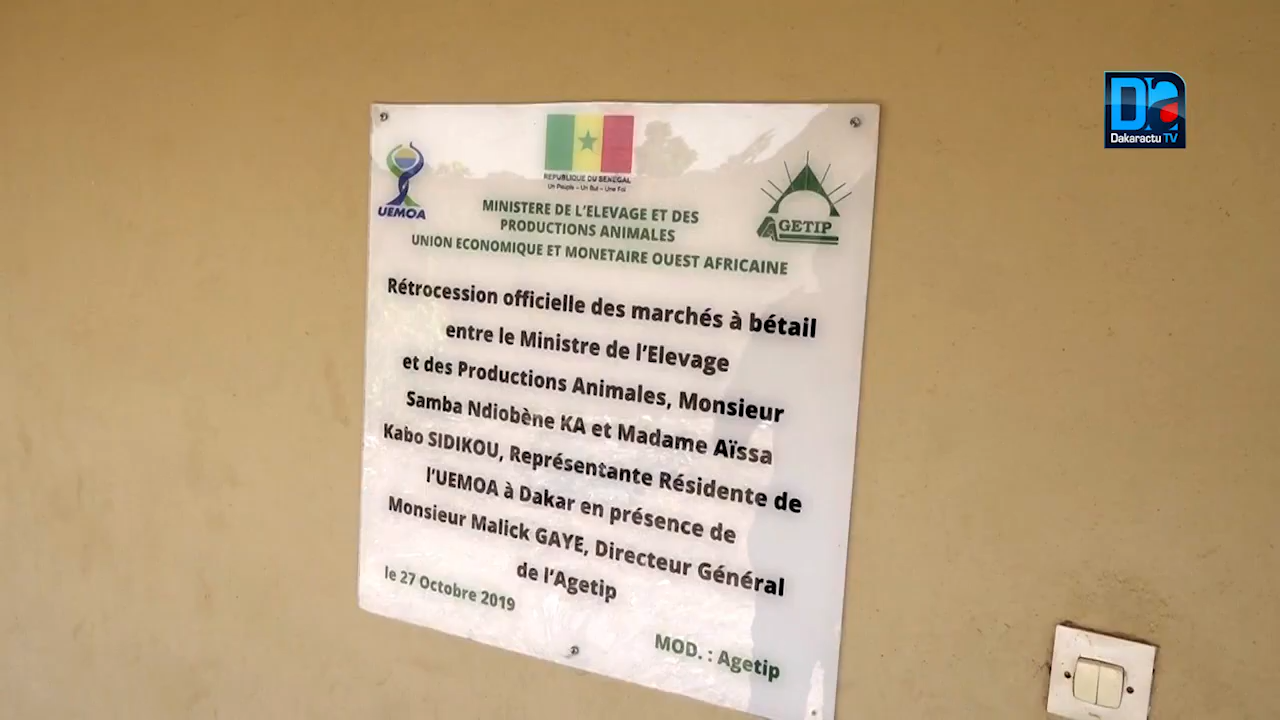 Dakaractu TV
REPUBLIQUE DU SENEGAL
Un Peuple – Un But – Une Foi
UEMOA
AGETIP
MINISTERE DE L'ELEVAGE ET DES
PRODUCTIONS ANIMALES
UNION ECONOMIQUE ET MONETAIRE OUEST AFRICAINE
Rétrocession officielle des marchés à bétail
entre le Ministre de l'Elevage
et des Productions Animales, Monsieur
Samba Ndiobène KA et Madame Aïssa
Kabo SIDIKOU, Représentante Résidente de
l'UEMOA à Dakar en présence de
Monsieur Malick GAYE, Directeur Général
de l'Agetip
le 27 Octobre 2019
MOD. : Agetip